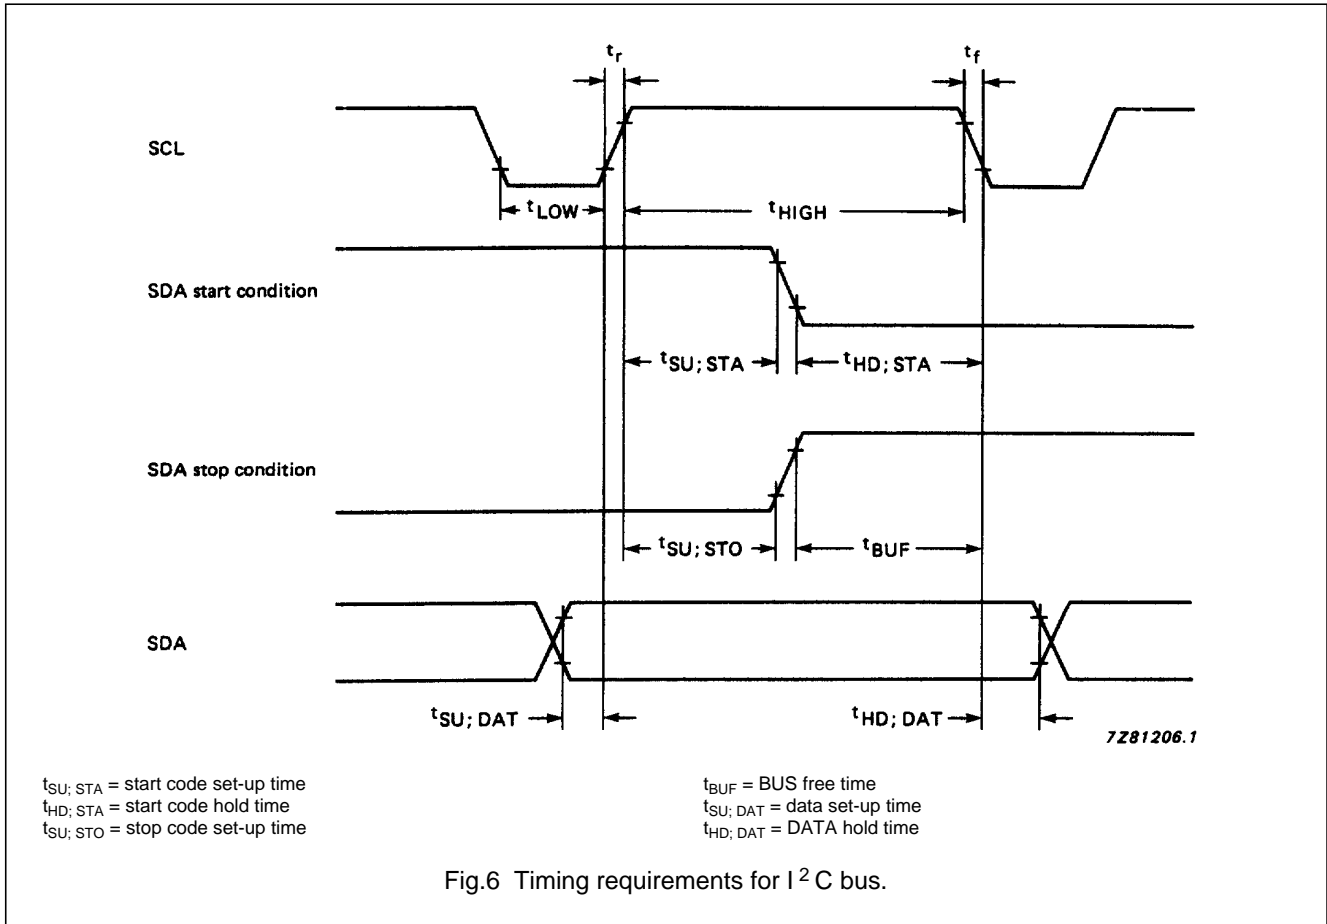 t_r t_f
SCL
t_LOW t_HIGH
SDA start condition
t_SU; STA t_HD; STA
SDA stop condition
t_SU; STO t_BUF
SDA
t_SU; DAT t_HD; DAT
7Z81206.1
t_SU; STA = start code set-up time
t_HD; STA = start code hold time
t_SU; STO = stop code set-up time
t_BUF = BUS free time
t_SU; DAT = data set-up time
t_HD; DAT = DATA hold time
Fig.6 Timing requirements for I² C bus.